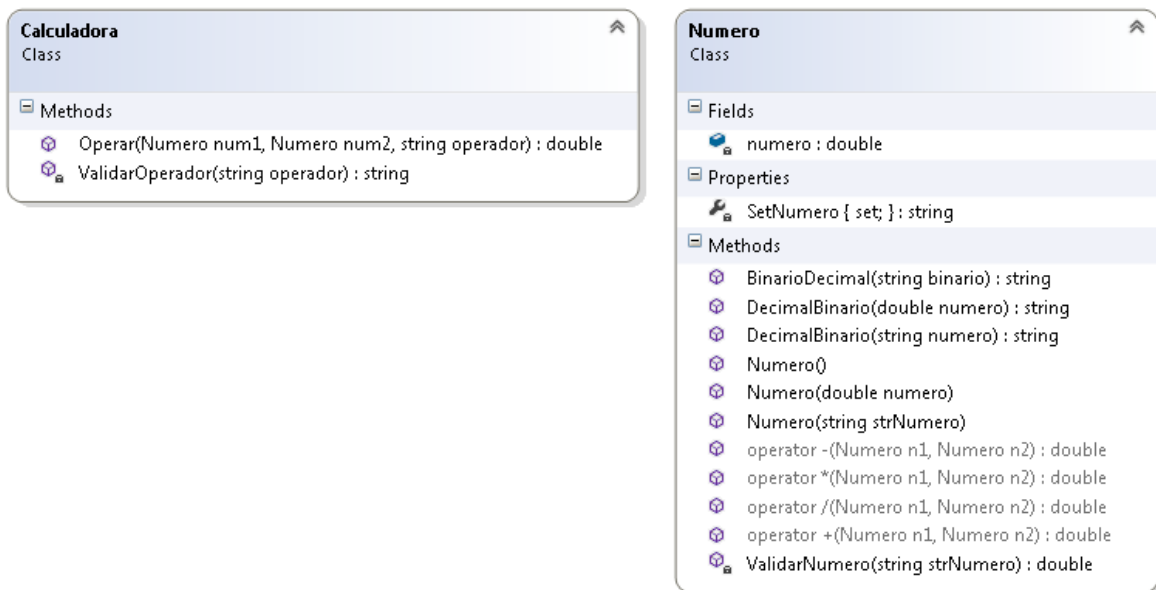 Calculadora
Class
Methods
Operar(Numero num1, Numero num2, string operador) : double
ValidarOperador(string operador) : string
Numero
Class
Fields
numero : double
Properties
SetNumero { set; } : string
Methods
BinarioDecimal(string binario) : string
DecimalBinario(double numero) : string
DecimalBinario(string numero) : string
Numero()
Numero(double numero)
Numero(string strNumero)
operator -(Numero n1, Numero n2) : double
operator *(Numero n1, Numero n2) : double
operator /(Numero n1, Numero n2) : double
operator +(Numero n1, Numero n2) : double
ValidarNumero(string strNumero) : double